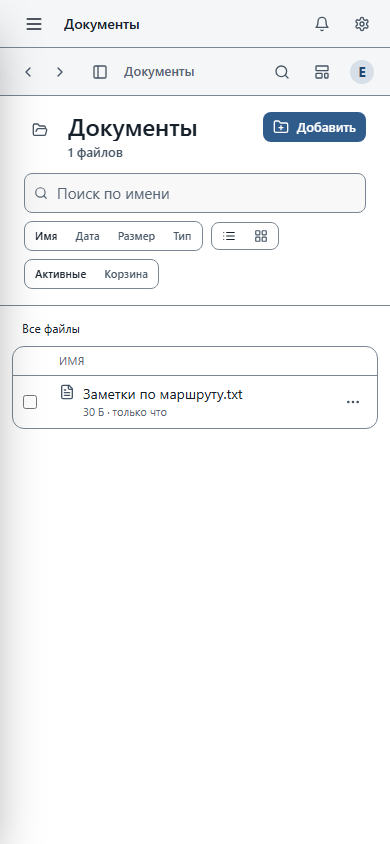 Документы
Документы
E
Документы
Добавить
1 файлов
Поиск по имени
Имя Дата Размер Тип
Активные Корзина
Все файлы
ИМЯ
Заметки по маршруту.txt
30 Б · только что